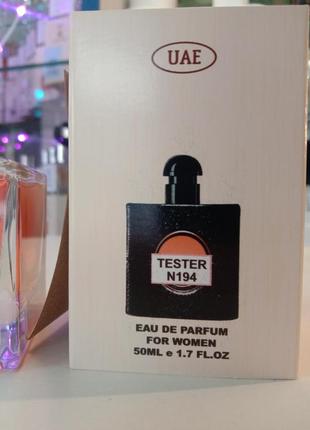 UAE
TESTER
N194
EAU DE PARFUM
FOR WOMEN
50ML e 1.7 FL.OZ